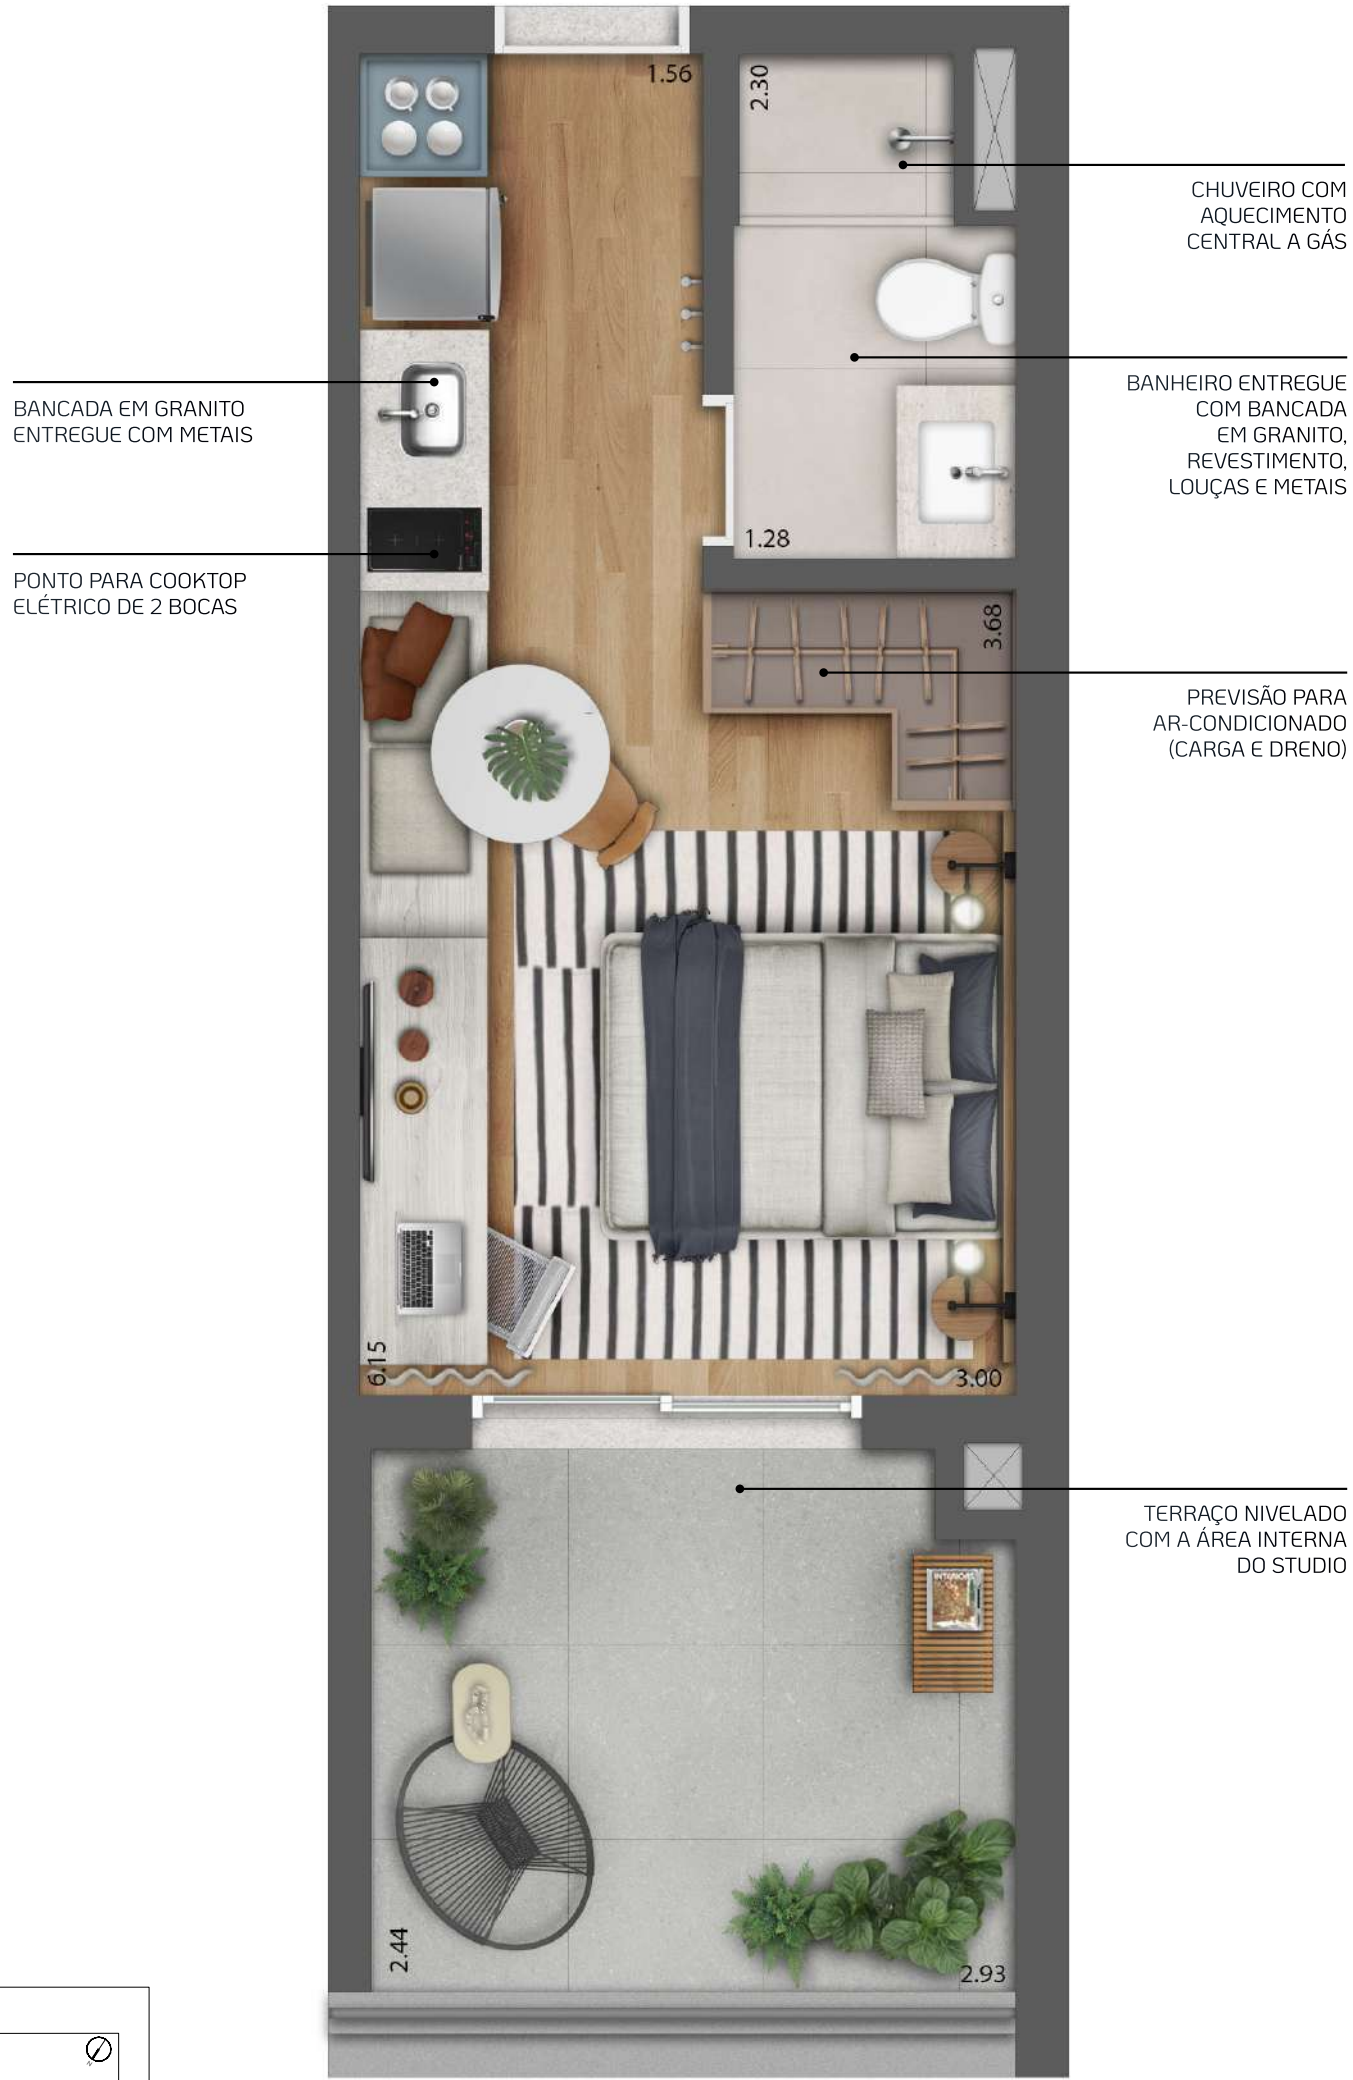 1.56
2.30
CHUVEIRO COM
AQUECIMENTO
CENTRAL A GÁS
BANCADA EM GRANITO
ENTREGUE COM METAIS
BANHEIRO ENTREGUE
COM BANCADA
EM GRANITO,
REVESTIMENTO,
LOUÇAS E METAIS
1.28
PONTO PARA COOKTOP
ELÉTRICO DE 2 BOCAS
3.68
PREVISÃO PARA
AR-CONDICIONADO
(CARGA E DRENO)
6.15
3.00
TERRAÇO NIVELADO
COM A ÁREA INTERNA
DO STUDIO
INTERIORS
2.44
2.93
N